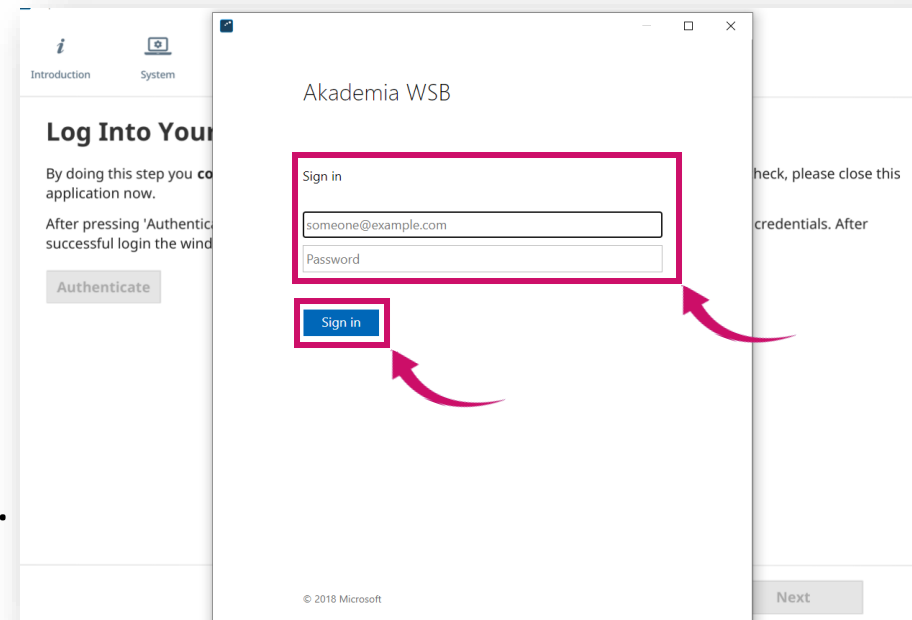 Introduction
System
Log Into Your
By doing this step you co
heck, please close this
application now.
After pressing 'Authentica
credentials. After
successful login the wind
Authenticate
Akademia WSB
Sign in
someone@example.com
Password
Sign in
© 2018 Microsoft
Next